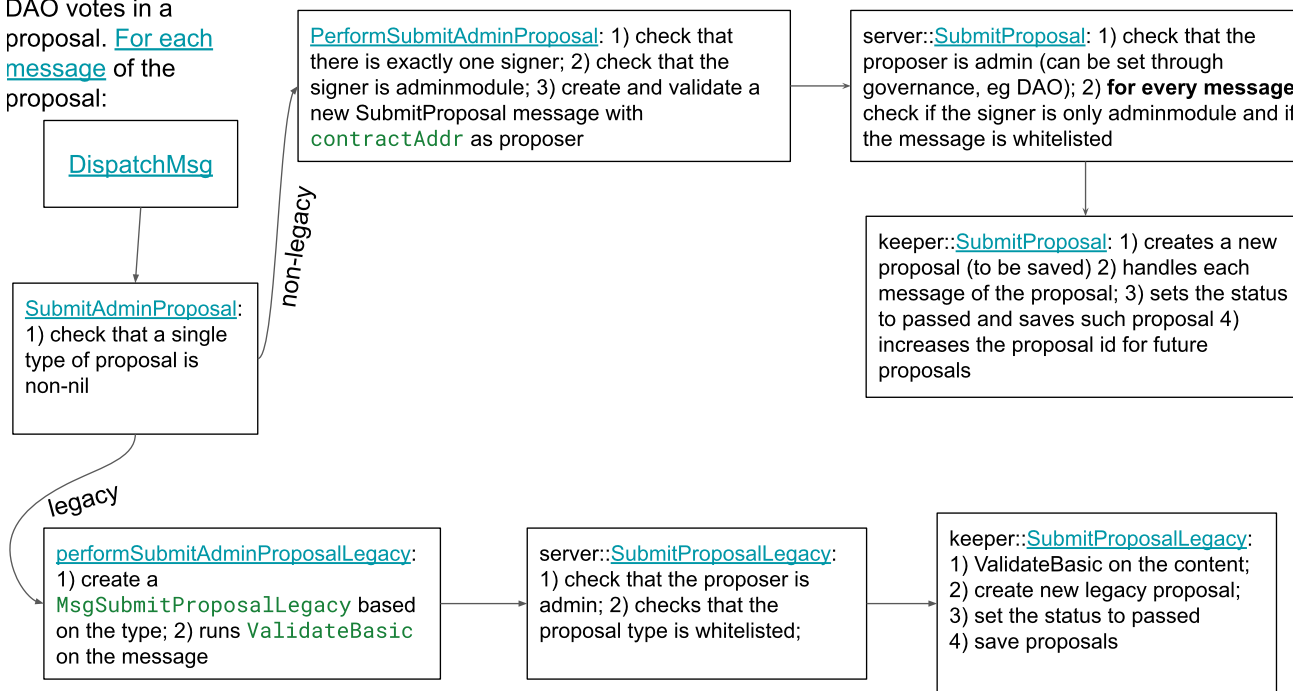 DAO votes in a
proposal. For each
message of the
proposal:
DispatchMsg
SubmitAdminProposal:
1) check that a single
type of proposal is
non-nil
non-legacy
PerformSubmitAdminProposal: 1) check that
there is exactly one signer; 2) check that the
signer is adminmodule; 3) create and validate a
new SubmitProposal message with
contractAddr as proposer
server::SubmitProposal: 1) check that the
proposer is admin (can be set through
governance, eg DAO); 2) for every message
check if the signer is only adminmodule and if
the message is whitelisted
keeper::SubmitProposal: 1) creates a new
proposal (to be saved) 2) handles each
message of the proposal; 3) sets the status
to passed and saves such proposal 4)
increases the proposal id for future
proposals
legacy
performSubmitAdminProposalLegacy:
1) create a
MsgSubmitProposalLegacy based
on the type; 2) runs ValidateBasic
on the message
server::SubmitProposalLegacy:
1) check that the proposer is
admin; 2) checks that the
proposal type is whitelisted;
keeper::SubmitProposalLegacy:
1) ValidateBasic on the content;
2) create new legacy proposal;
3) set the status to passed
4) save proposals